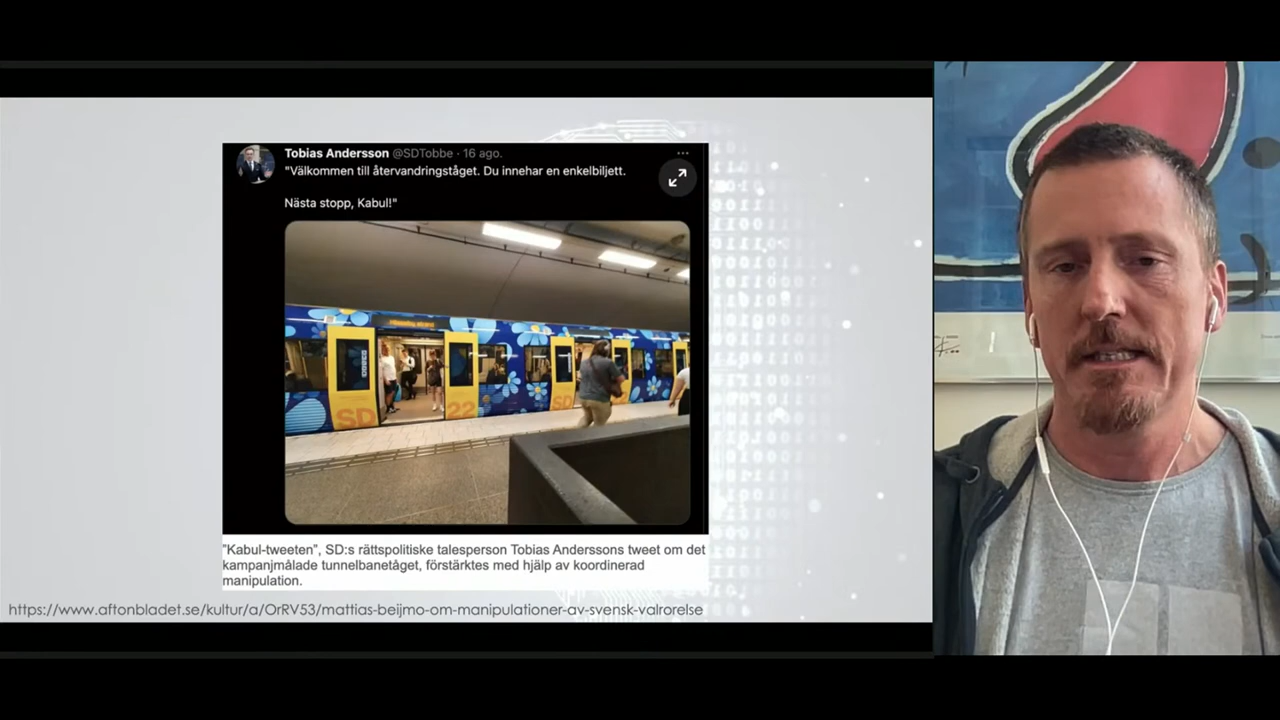 Tobias Andersson @SDTobbe · 16 ago.
"Välkommen till återvandringståget. Du innehar en enkelbiljett.
Nästa stopp, Kabul!"
SD
22
SD
"Kabul-tweeten", SD:s rättspolitiske talesperson Tobias Anderssons tweet om det
kampanjmålade tunnelbanetåget, förstärktes med hjälp av koordinerad
manipulation.
https://www.aftonbladet.se/kultur/a/OrRV53/mattias-beijmo-om-manipulationer-av-svensk-valrorelse